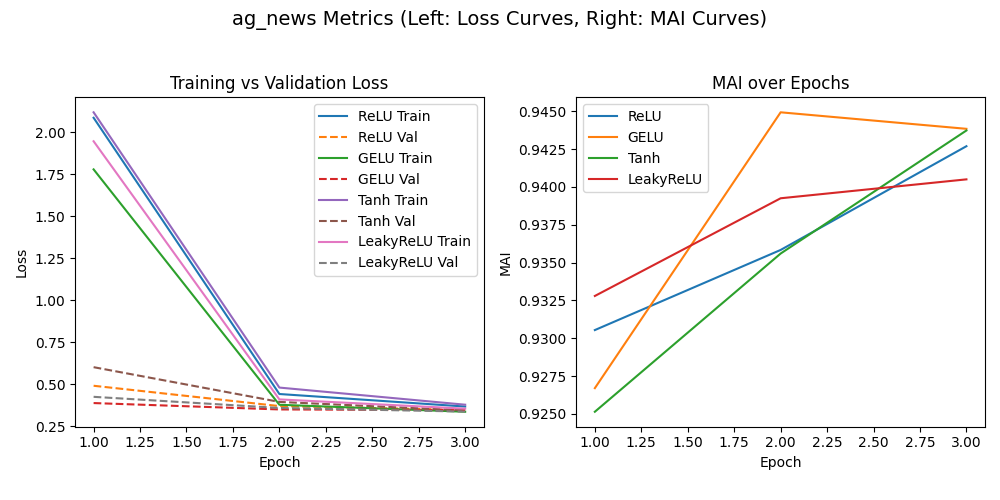 ag_news Metrics (Left: Loss Curves, Right: MAI Curves)
Training vs Validation Loss
ReLU Train
ReLU Val
GELU Train
GELU Val
Tanh Train
Tanh Val
LeakyReLU Train
LeakyReLU Val
2.00
1.75
1.50
1.25
1.00
0.75
0.50
0.25
Loss
1.00 1.25 1.50 1.75 2.00 2.25 2.50 2.75 3.00
Epoch
MAI over Epochs
ReLU
GELU
Tanh
LeakyReLU
0.9450
0.9425
0.9400
0.9375
0.9350
0.9325
0.9300
0.9275
0.9250
MAI
1.00 1.25 1.50 1.75 2.00 2.25 2.50 2.75 3.00
Epoch